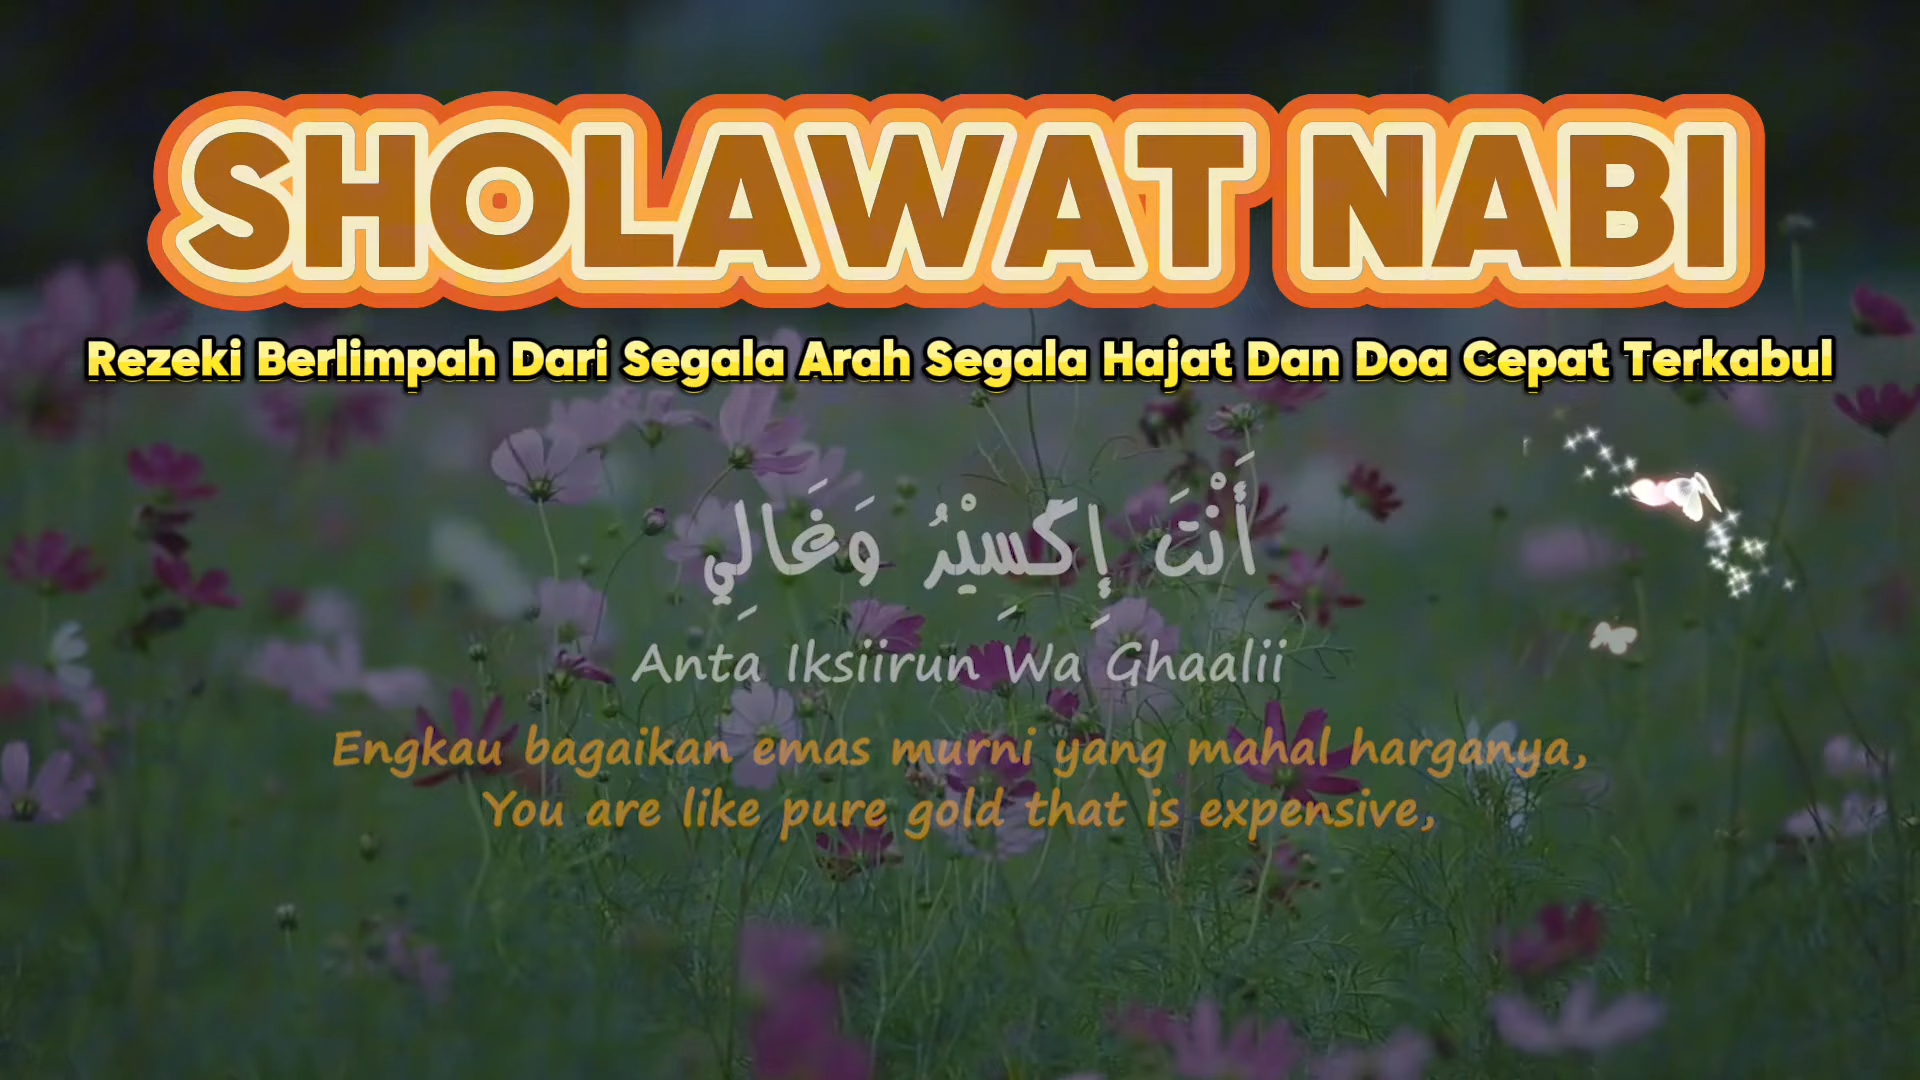 SHOLAWAT NABI
Rezeki Berlimpah Dari Segala Arah Segala Hajat Dan Doa Cepat Terkabul
أَنْتَ إِكْسِيْرُ وَغَالِي
Anta Iksiirun Wa Ghaalii
Engkau bagaikan emas murni yang mahal harganya,
You are like pure gold that is expensive,